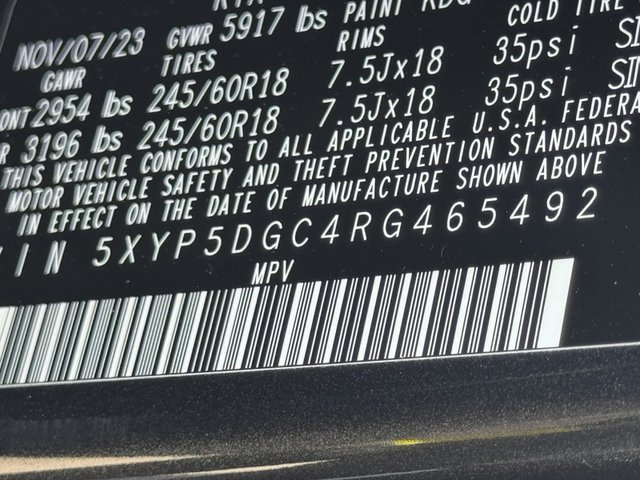 NOV/07/23 GVWR 5917 lbs PAINT
GAWR TIRES RIMS COLD TIRE
2954 lbs 245/60R18 7.5Jx18 35psi
3196 lbs 245/60R18 7.5Jx18 35psi
THIS VEHICLE CONFORMS TO ALL APPLICABLE U.S.A. FEDERA
MOTOR VEHICLE SAFETY AND THEFT PREVENTION STANDARDS
IN EFFECT ON THE DATE OF MANUFACTURE SHOWN ABOVE
VIN 5XYP5DGC4RG465492
MPV